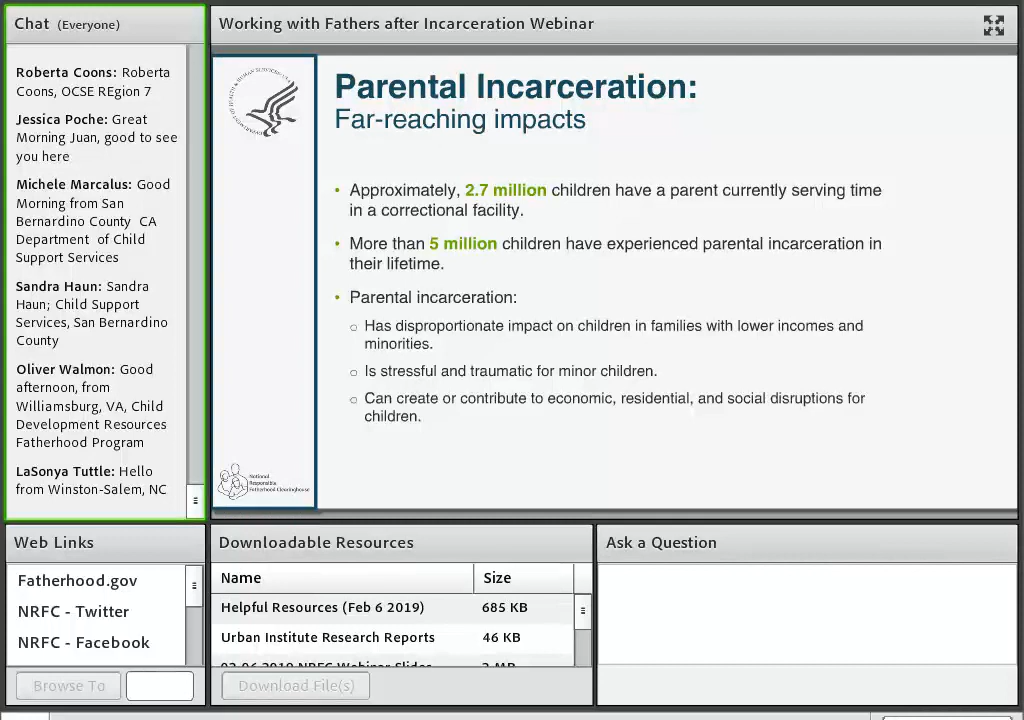 Chat (Everyone)
Roberta Coons: Roberta
Coons, OCSE REgion 7
Jessica Poche: Great
Morning Juan, good to see
you here
Michele Marcalus: Good
Morning from San
Bernardino County CA
Department of Child
Support Services
Sandra Haun: Sandra
Haun; Child Support
Services, San Bernardino
County
Oliver Walmon: Good
afternoon, from
Williamsburg, VA, Child
Development Resources
Fatherhood Program
LaSonya Tuttle: Hello
from Winston-Salem, NC
Working with Fathers after Incarceration Webinar
Parental Incarceration:
Far-reaching impacts
• Approximately, 2.7 million children have a parent currently serving time
in a correctional facility.
• More than 5 million children have experienced parental incarceration in
their lifetime.
• Parental incarceration:
○ Has disproportionate impact on children in families with lower incomes and
minorities.
○ Is stressful and traumatic for minor children.
○ Can create or contribute to economic, residential, and social disruptions for
children.
National
Responsible
Fatherhood Clearinghouse
Web Links
Fatherhood.gov
NRFC - Twitter
NRFC - Facebook
Browse To
Downloadable Resources
Name Size
Helpful Resources (Feb 6 2019) 685 KB
Urban Institute Research Reports 46 KB
Download File(s)
Ask a Question